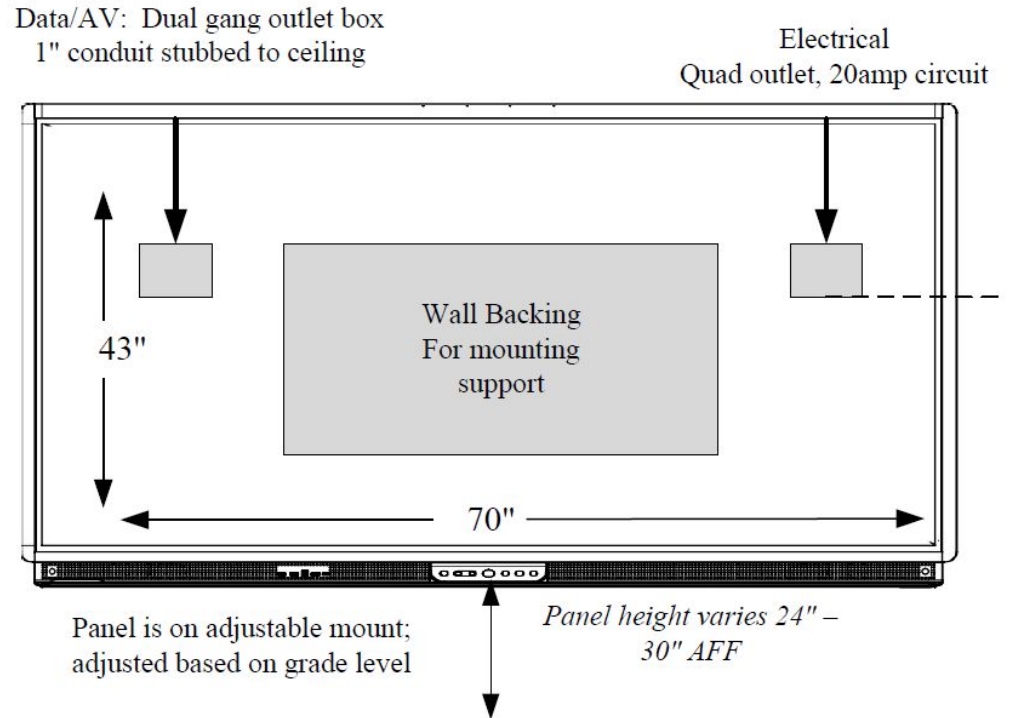 Data/AV:  Dual gang outlet box
1" conduit stubbed to ceiling
Electrical
Quad outlet, 20amp circuit
Wall Backing
For mounting
support
43"
70"
Panel is on adjustable mount;
adjusted based on grade level
Panel height varies 24" –
30" AFF